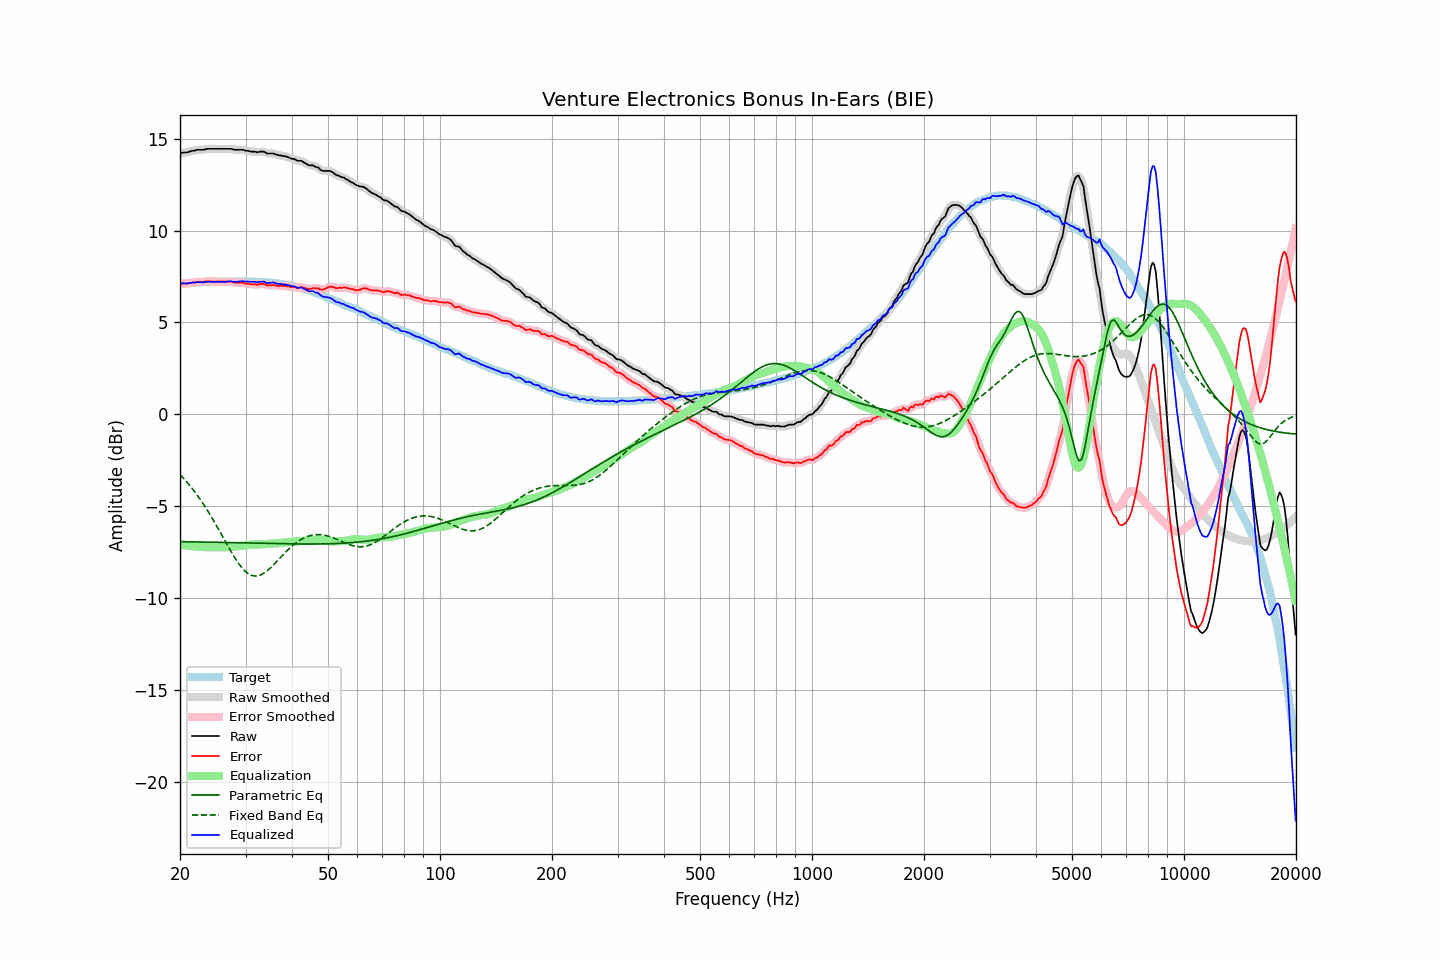 Venture Electronics Bonus In-Ears (BIE)
15
10
5
0
−5
−10
−15
−20
Amplitude (dBr)
Target
Raw Smoothed
Error Smoothed
Raw
Error
Equalization
Parametric Eq
Fixed Band Eq
Equalized
20 50 100 200 500 1000 2000 5000 10000 20000
Frequency (Hz)